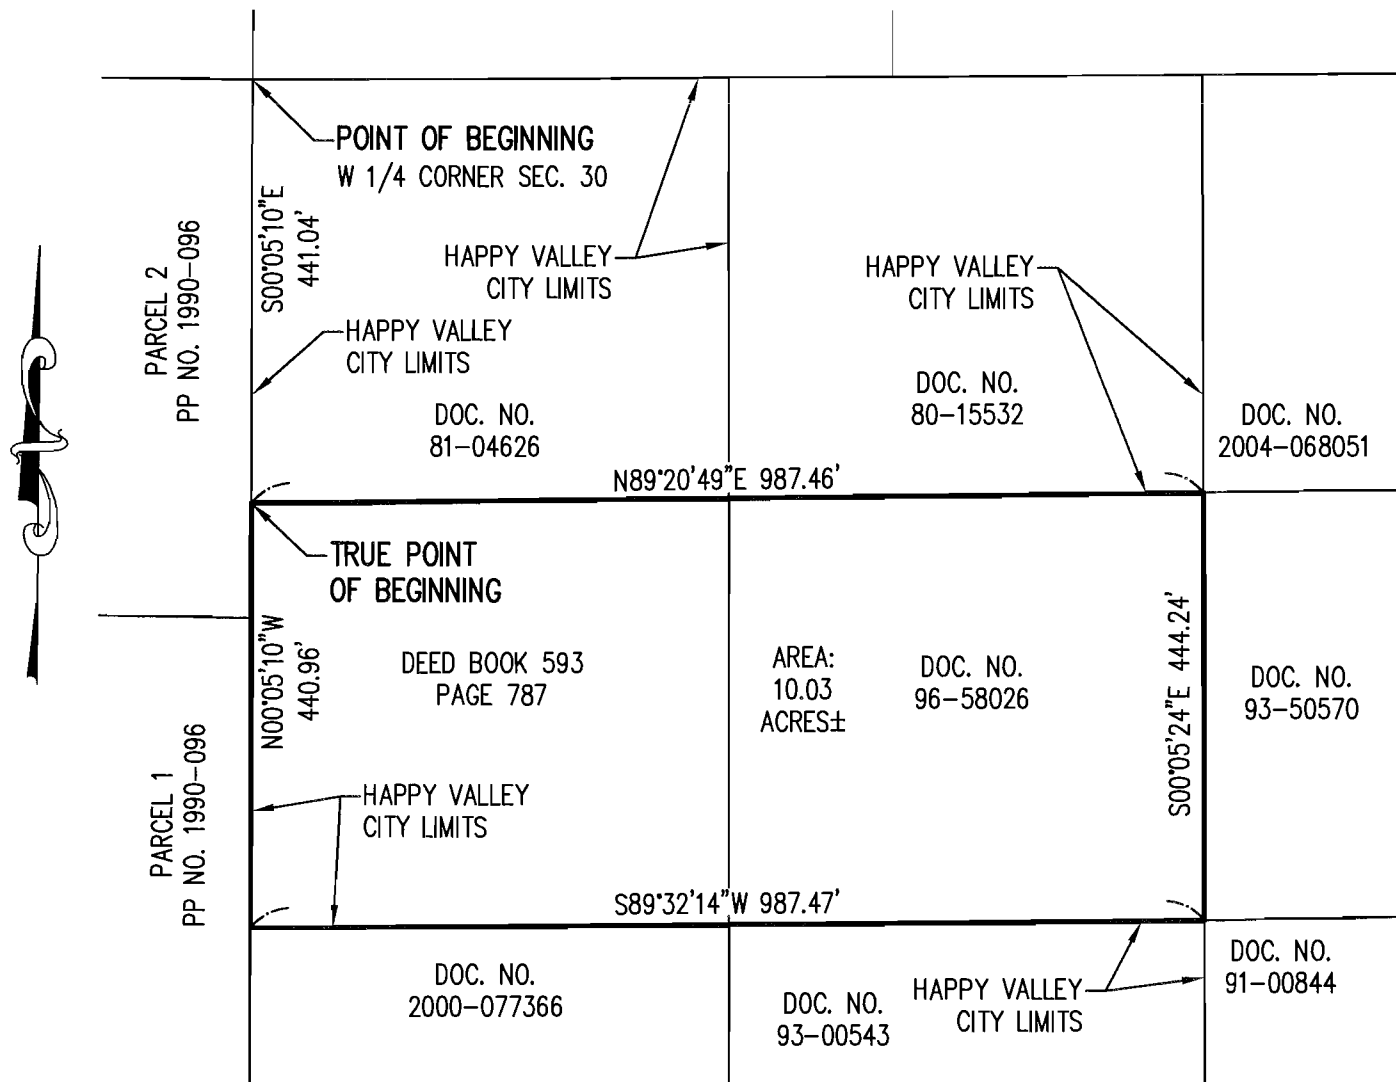 POINT OF BEGINNING
W 1/4 CORNER SEC. 30
S00°05'10"E
441.04'
PARCEL 2
PP NO. 1990-096
HAPPY VALLEY
CITY LIMITS
HAPPY VALLEY
CITY LIMITS
HAPPY VALLEY
CITY LIMITS
DOC. NO.
81-04626
DOC. NO.
80-15532
DOC. NO.
2004-068051
N89°20'49"E 987.46'
TRUE POINT
OF BEGINNING
N00°05'10"W
440.96'
DEED BOOK 593
PAGE 787
AREA:
10.03
ACRES±
DOC. NO.
96-58026
S00°05'24"E 444.24'
DOC. NO.
93-50570
PARCEL 1
PP NO. 1990-096
HAPPY VALLEY
CITY LIMITS
S89°32'14"W 987.47'
DOC. NO.
2000-077366
DOC. NO.
93-00543
HAPPY VALLEY
CITY LIMITS
DOC. NO.
91-00844